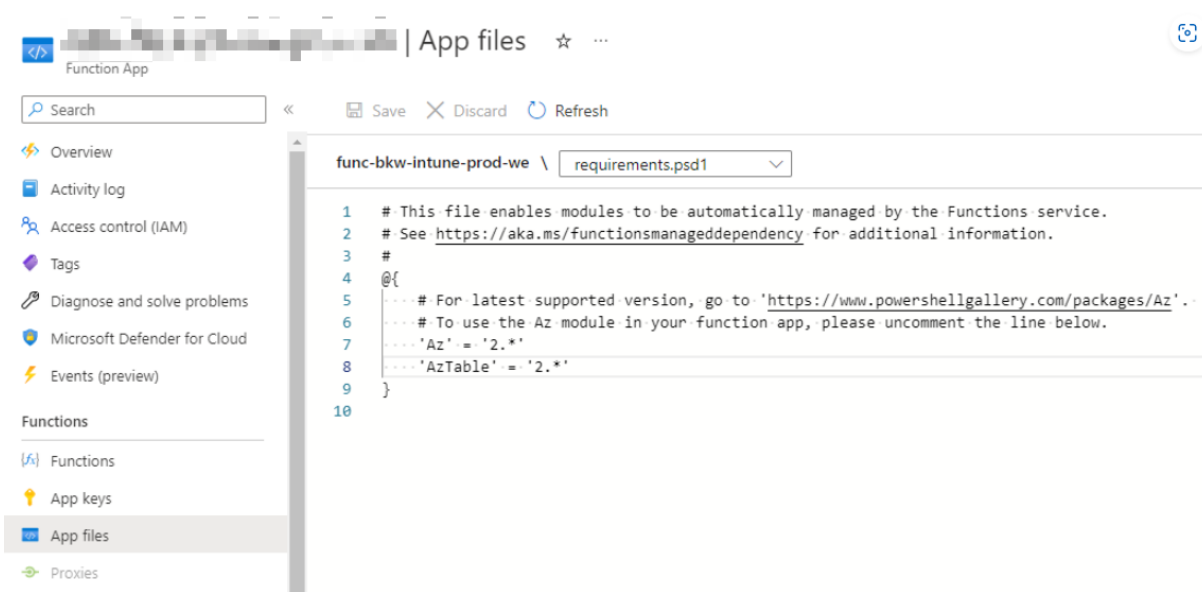 | App files
Function App
Search
Save
Discard
Refresh
Overview
Activity log
Access control (IAM)
Tags
Diagnose and solve problems
Microsoft Defender for Cloud
Events (preview)
Functions
Functions
App keys
App files
Proxies
func-bkw-intune-prod-we \ requirements.psd1
1 # This file enables modules to be automatically managed by the Functions service.
2 # See https://aka.ms/functionsmanageddependency for additional information.
3 #
4 @{
5 # For latest supported version, go to 'https://www.powershellgallery.com/packages/Az'.
6 # To use the Az module in your function app, please uncomment the line below.
7 'Az' = '2.*'
8 'AzTable' = '2.*'
9 }
10